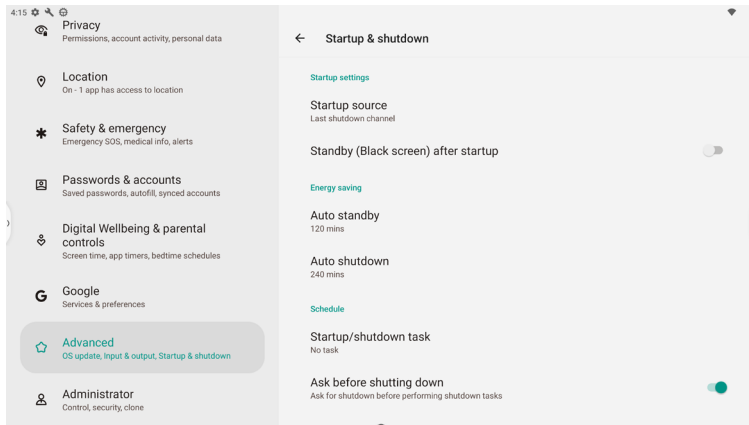 4:15
Privacy
Permissions, account activity, personal data
Location
On - 1 app has access to location
Safety & emergency
Emergency SOS, medical info, alerts
Passwords & accounts
Saved passwords, autofill, synced accounts
Digital Wellbeing & parental
controls
Screen time, app timers, bedtime schedules
Google
Services & preferences
Advanced
OS update, Input & output, Startup & shutdown
Administrator
Control, security, clone
Startup & shutdown
Startup settings
Startup source
Last shutdown channel
Standby (Black screen) after startup
Energy saving
Auto standby
120 mins
Auto shutdown
240 mins
Schedule
Startup/shutdown task
No task
Ask before shutting down
Ask for shutdown before performing shutdown tasks